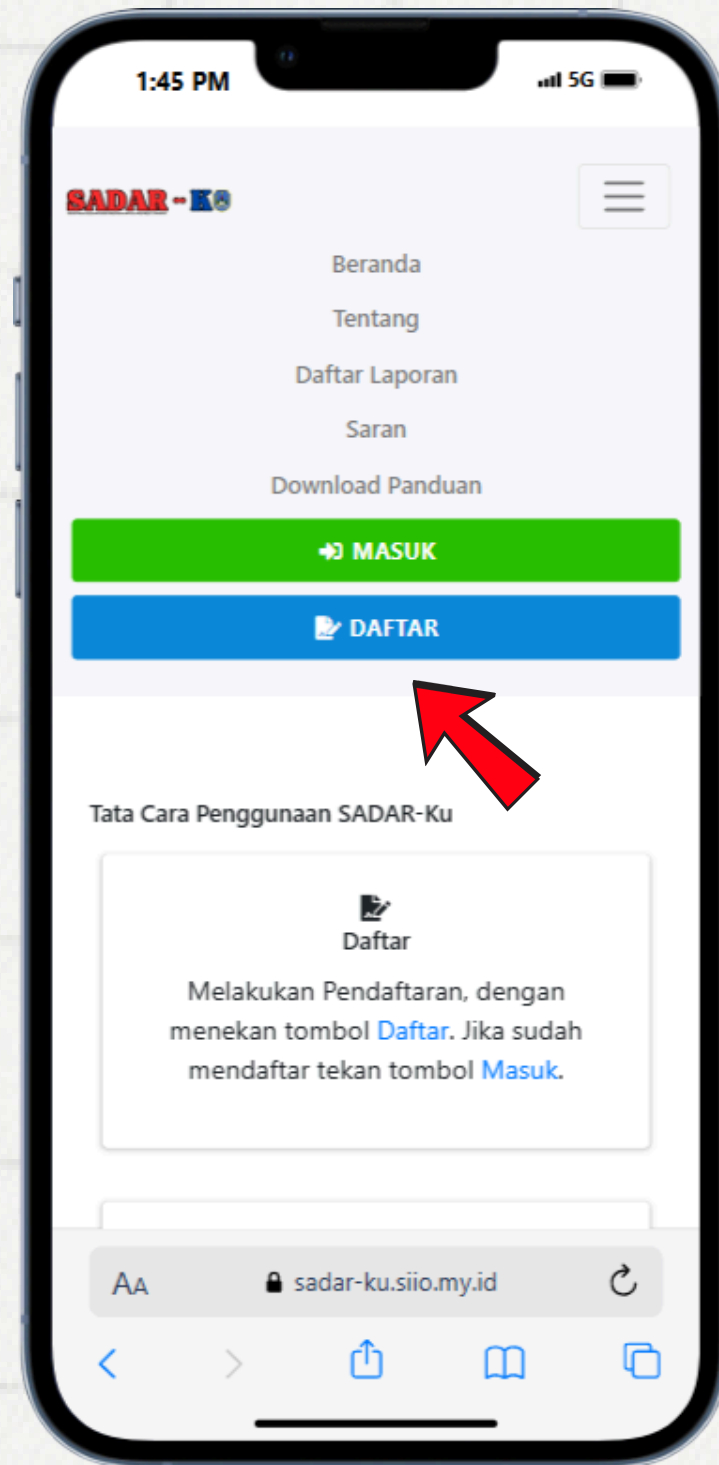 1:45 PM
5G
SADAR - KU
Beranda
Tentang
Daftar Laporan
Saran
Download Panduan
MASUK
DAFTAR
Tata Cara Penggunaan SADAR-Ku
Daftar
Melakukan Pendaftaran, dengan
menekan tombol Daftar. Jika sudah
mendaftar tekan tombol Masuk.
AA
sadar-ku.siio.my.id